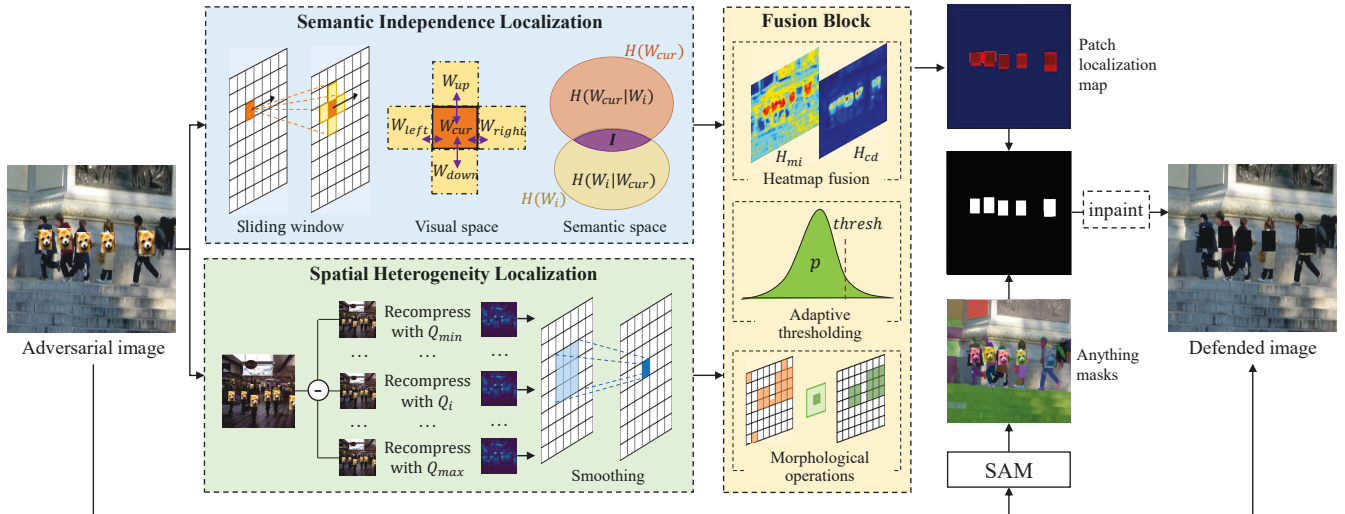 Semantic Independence Localization
Sliding window
W_up
W_left
W_cur
W_right
W_down
Visual space
H(W_cur)
H(W_cur|W_i)
I
H(W_i|W_cur)
H(W_i)
Semantic space
Adversarial image
Spatial Heterogeneity Localization
Recompress
with Q_min
... ... ...
Recompress
with Q_i
... ... ...
Recompress
with Q_max
Smoothing
Fusion Block
H_mi
H_cd
Heatmap fusion
thresh
p
Adaptive
thresholding
Morphological
operations
Patch
localization
map
inpaint
Anything
masks
SAM
Defended image